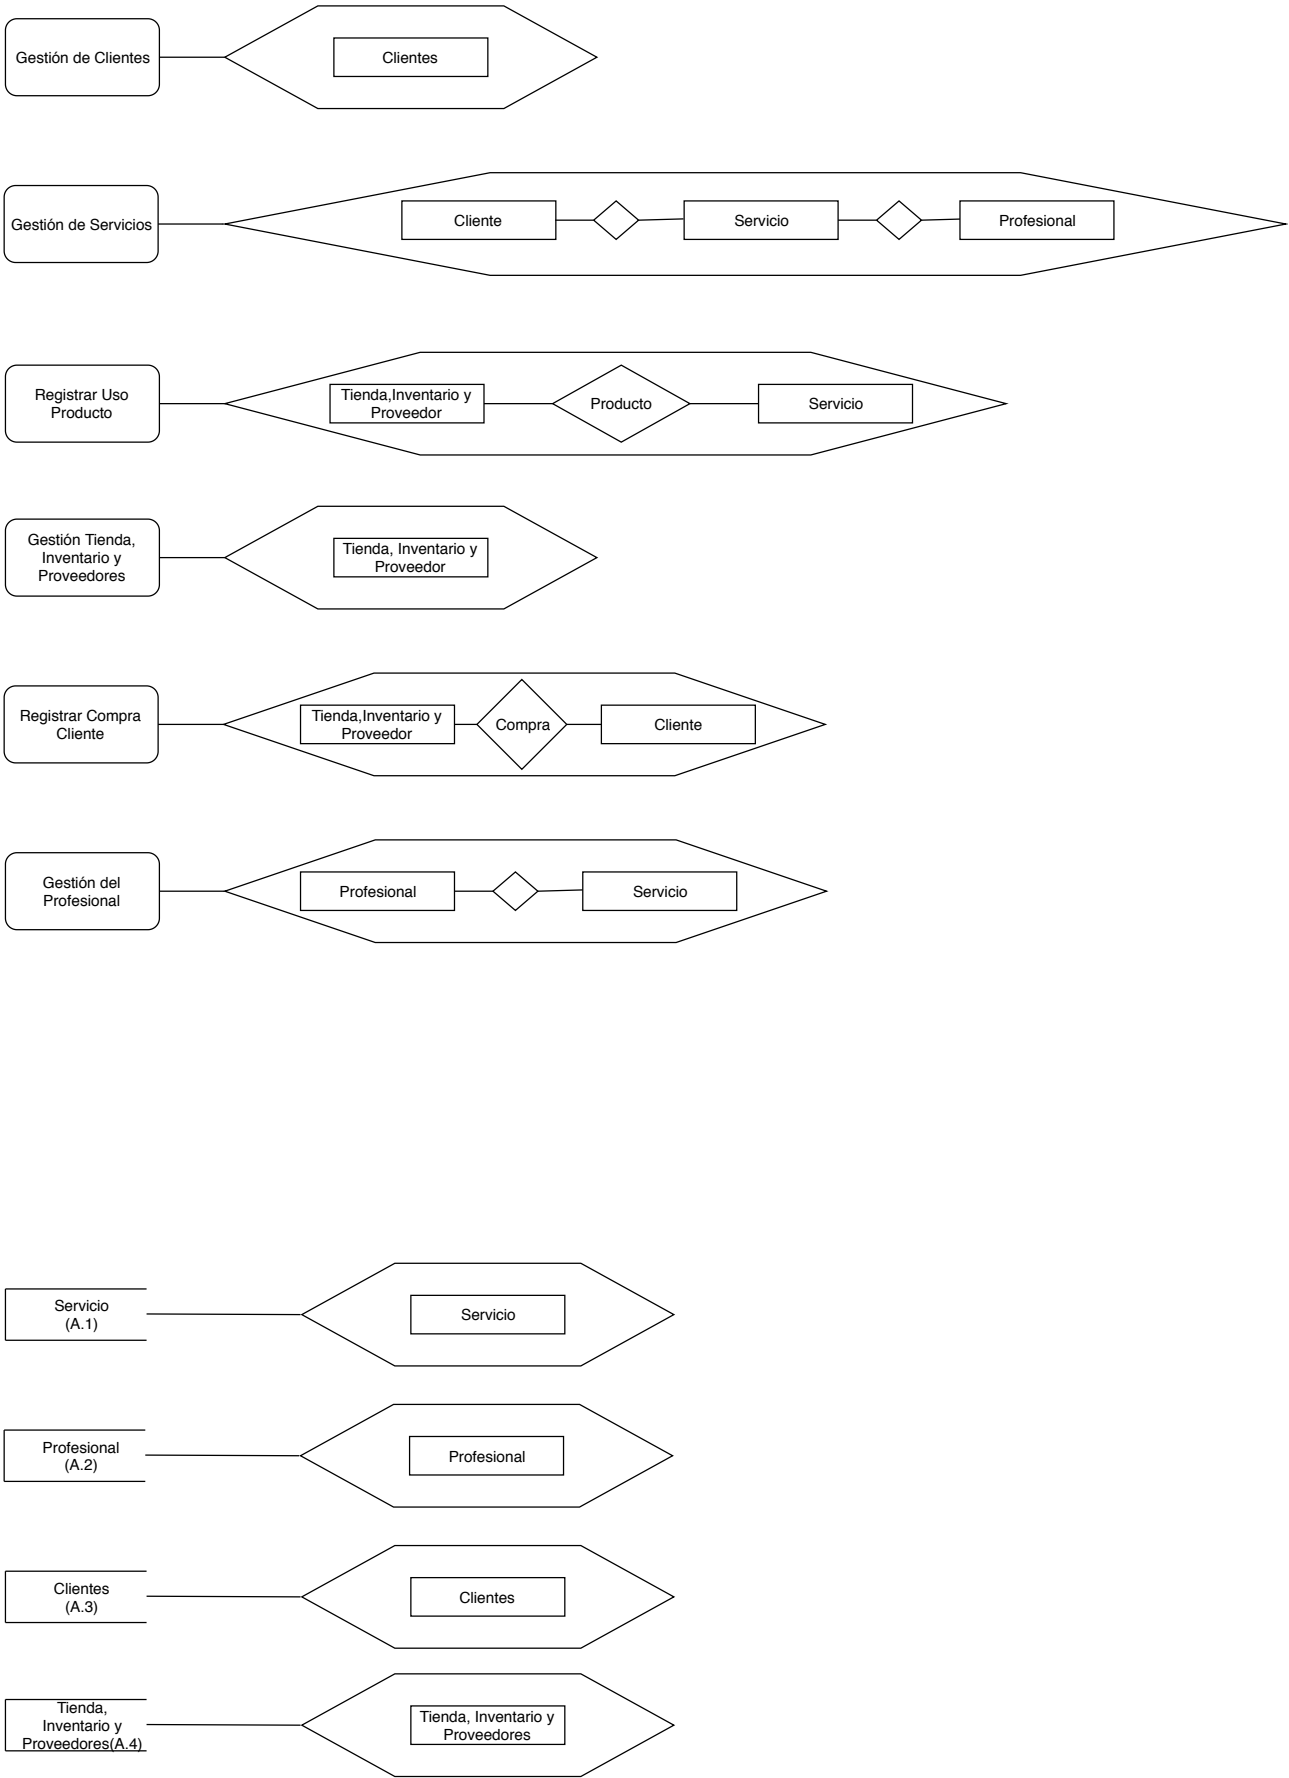 Gestión de Clientes
Clientes
Gestión de Servicios
Cliente
Servicio
Profesional
Registrar Uso
Producto
Tienda,Inventario y
Proveedor
Producto
Servicio
Gestión Tienda,
Inventario y
Proveedores
Tienda, Inventario y
Proveedor
Registrar Compra
Cliente
Tienda,Inventario y
Proveedor
Compra
Cliente
Gestión del
Profesional
Profesional
Servicio
Servicio
(A.1)
Servicio
Profesional
(A.2)
Profesional
Clientes
(A.3)
Clientes
Tienda,
Inventario y
Proveedores(A.4)
Tienda, Inventario y
Proveedores